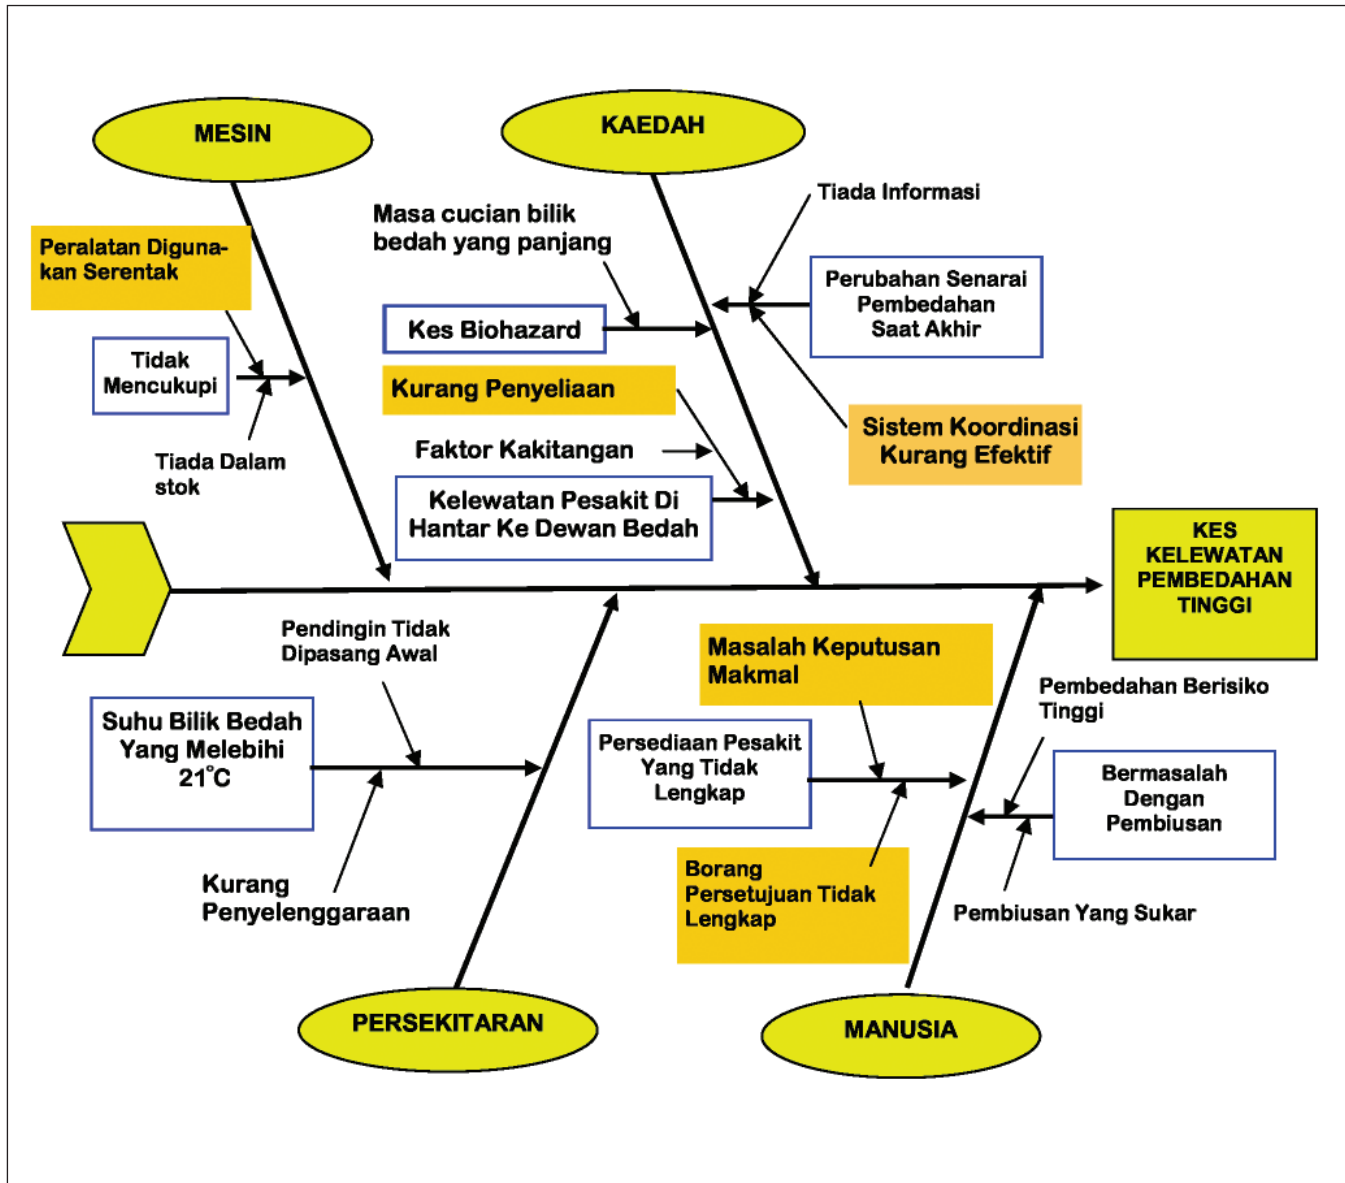 MESIN
KAEDAH
Peralatan Diguna-
kan Serentak
Tidak
Mencukupi
Tiada Dalam
stok
Masa cucian bilik
bedah yang panjang
Kes Biohazard
Kurang Penyeliaan
Faktor Kakitangan
Kelewatan Pesakit Di
Hantar Ke Dewan Bedah
Tiada Informasi
Perubahan Senarai
Pembedahan
Saat Akhir
Sistem Koordinasi
Kurang Efektif
KES
KELEWATAN
PEMBEDAHAN
TINGGI
Pendingin Tidak
Dipasang Awal
Suhu Bilik Bedah
Yang Melebihi
21°C
Kurang
Penyelenggaraan
Masalah Keputusan
Makmal
Persediaan Pesakit
Yang Tidak
Lengkap
Borang
Persetujuan Tidak
Lengkap
Pembedahan Berisiko
Tinggi
Bermasalah
Dengan
Pembiusan
Pembiusan Yang Sukar
PERSEKITARAN
MANUSIA